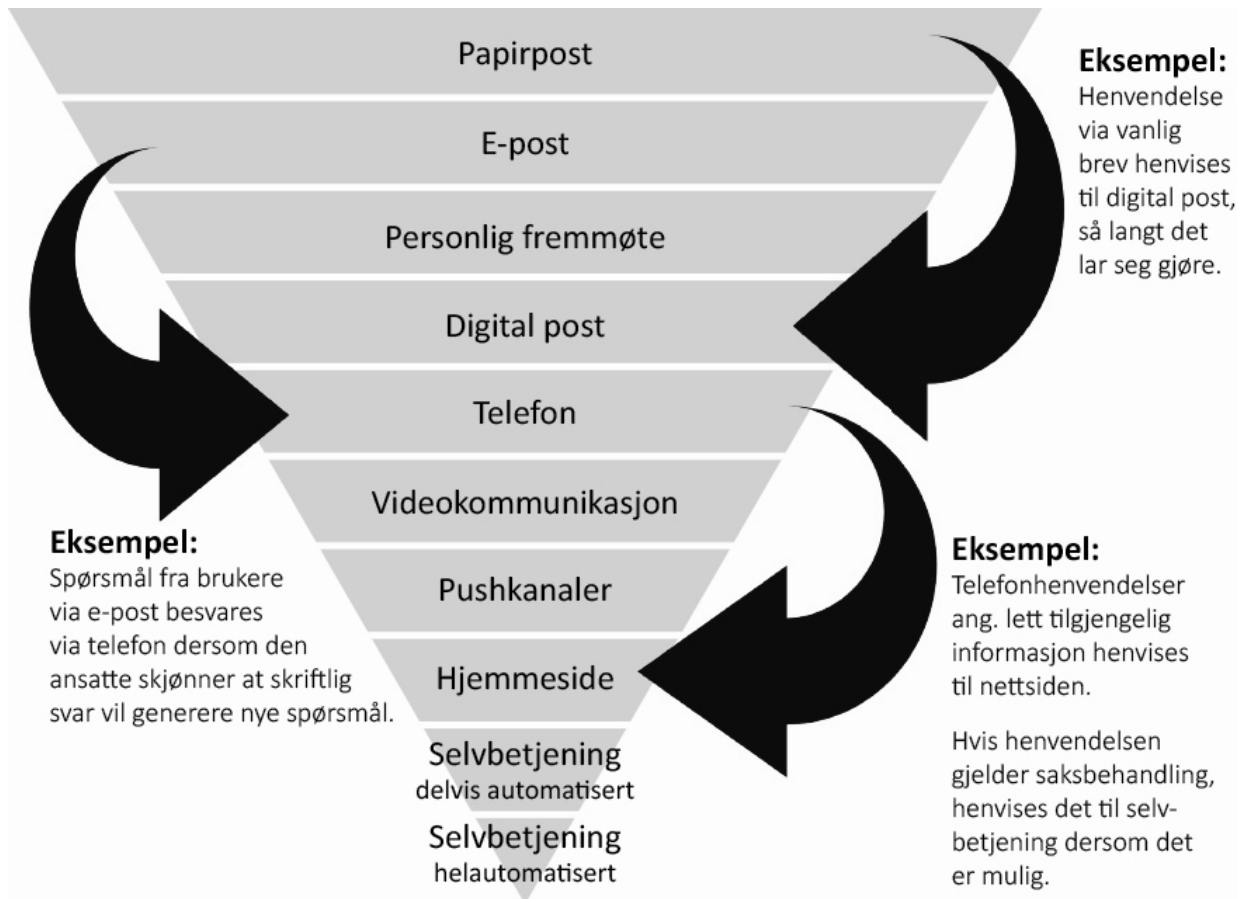 Papirpost
E-post
Personlig fremmøte
Digital post
Telefon
Videokommunikasjon
Pushkanaler
Hjemmeside
Selvbetjening
delvis automatisert
Selvbetjening
helautomatisert
Eksempel:
Henvendelse
via vanlig
brev henvises
til digital post,
så langt det
lar seg gjøre.
Eksempel:
Spørsmål fra brukere
via e-post besvares
via telefon dersom den
ansatte skjønner at skriftlig
svar vil generere nye spørsmål.
Eksempel:
Telefonhenvendelser
ang. lett tilgjengelig
informasjon henvises
til nettsiden.
Hvis henvendelsen
gjelder saksbehandling,
henvises det til selv-
betjening dersom det
er mulig.